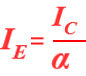 I_E = I_C / α